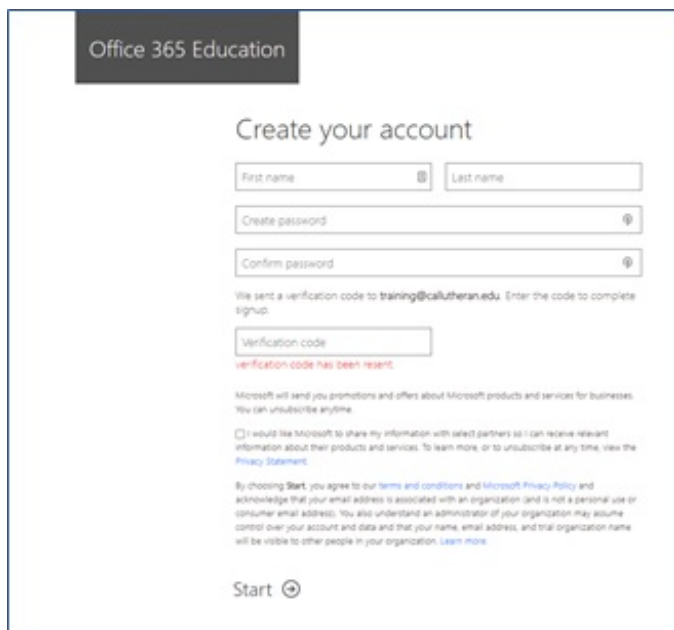 Office 365 Education
Create your account
First name
Last name
Create password
Confirm password
We sent a verification code to training@callutheran.edu. Enter the code to complete
signup.
Verification code
verification code has been resent.
Microsoft will send you promotions and offers about Microsoft products and services for businesses.
You can unsubscribe anytime.
I would like Microsoft to share my information with select partners so I can receive relevant
information about their products and services. To learn more, or to unsubscribe at any time, view the
Privacy Statement.
By choosing Start, you agree to our terms and conditions and Microsoft Privacy Policy and
acknowledge that your email address is associated with an organization (and is not a personal use or
consumer email address). You also understand an administrator of your organization may assume
control over your account and data and that your name, email address, and trial organization name
will be visible to other people in your organization. Learn more.
Start